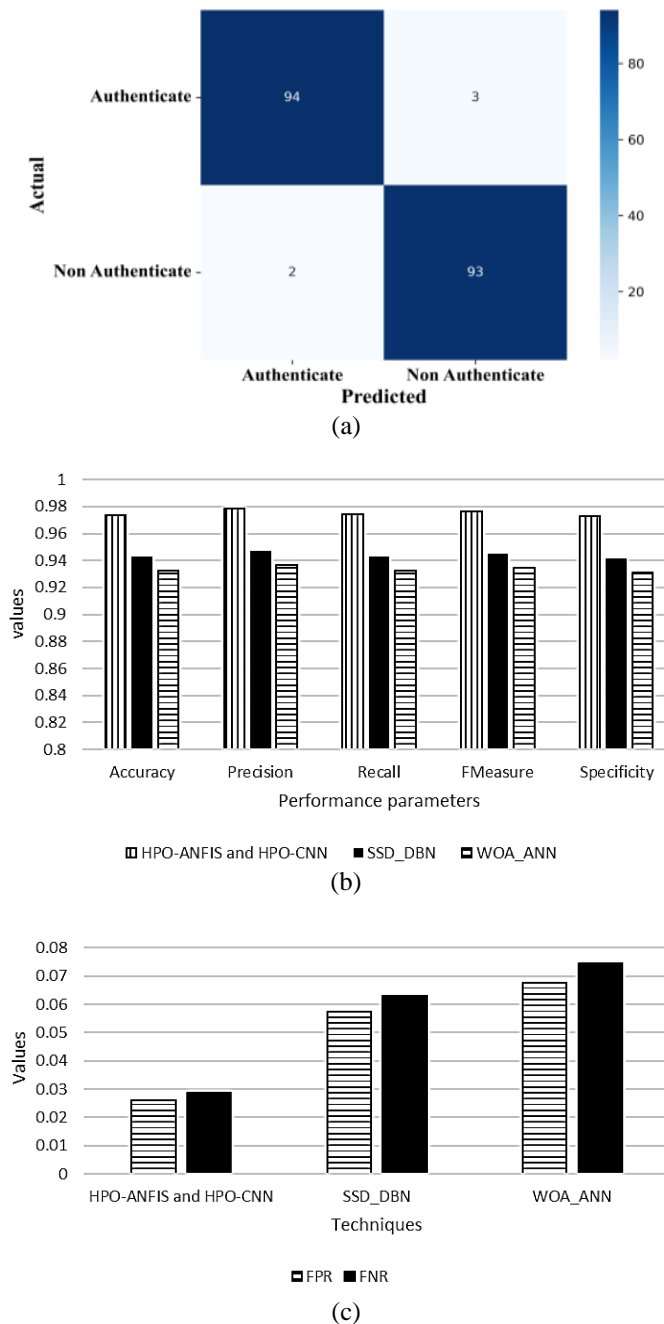 Authenticate
94
3
80
60
40
20
Actual
Non Authenticate
2
93
Authenticate
Non Authenticate
Predicted
(a)
1
0.98
0.96
0.94
0.92
0.9
0.88
0.86
0.84
0.82
0.8
values
Accuracy Precision Recall FMeasure Specificity
Performance parameters
HPO-ANFIS and HPO-CNN SSD_DBN WOA_ANN
(b)
0.08
0.07
0.06
0.05
0.04
0.03
0.02
0.01
0
Values
HPO-ANFIS and HPO-CNN SSD_DBN WOA_ANN
Techniques
FPR FNR
(c)